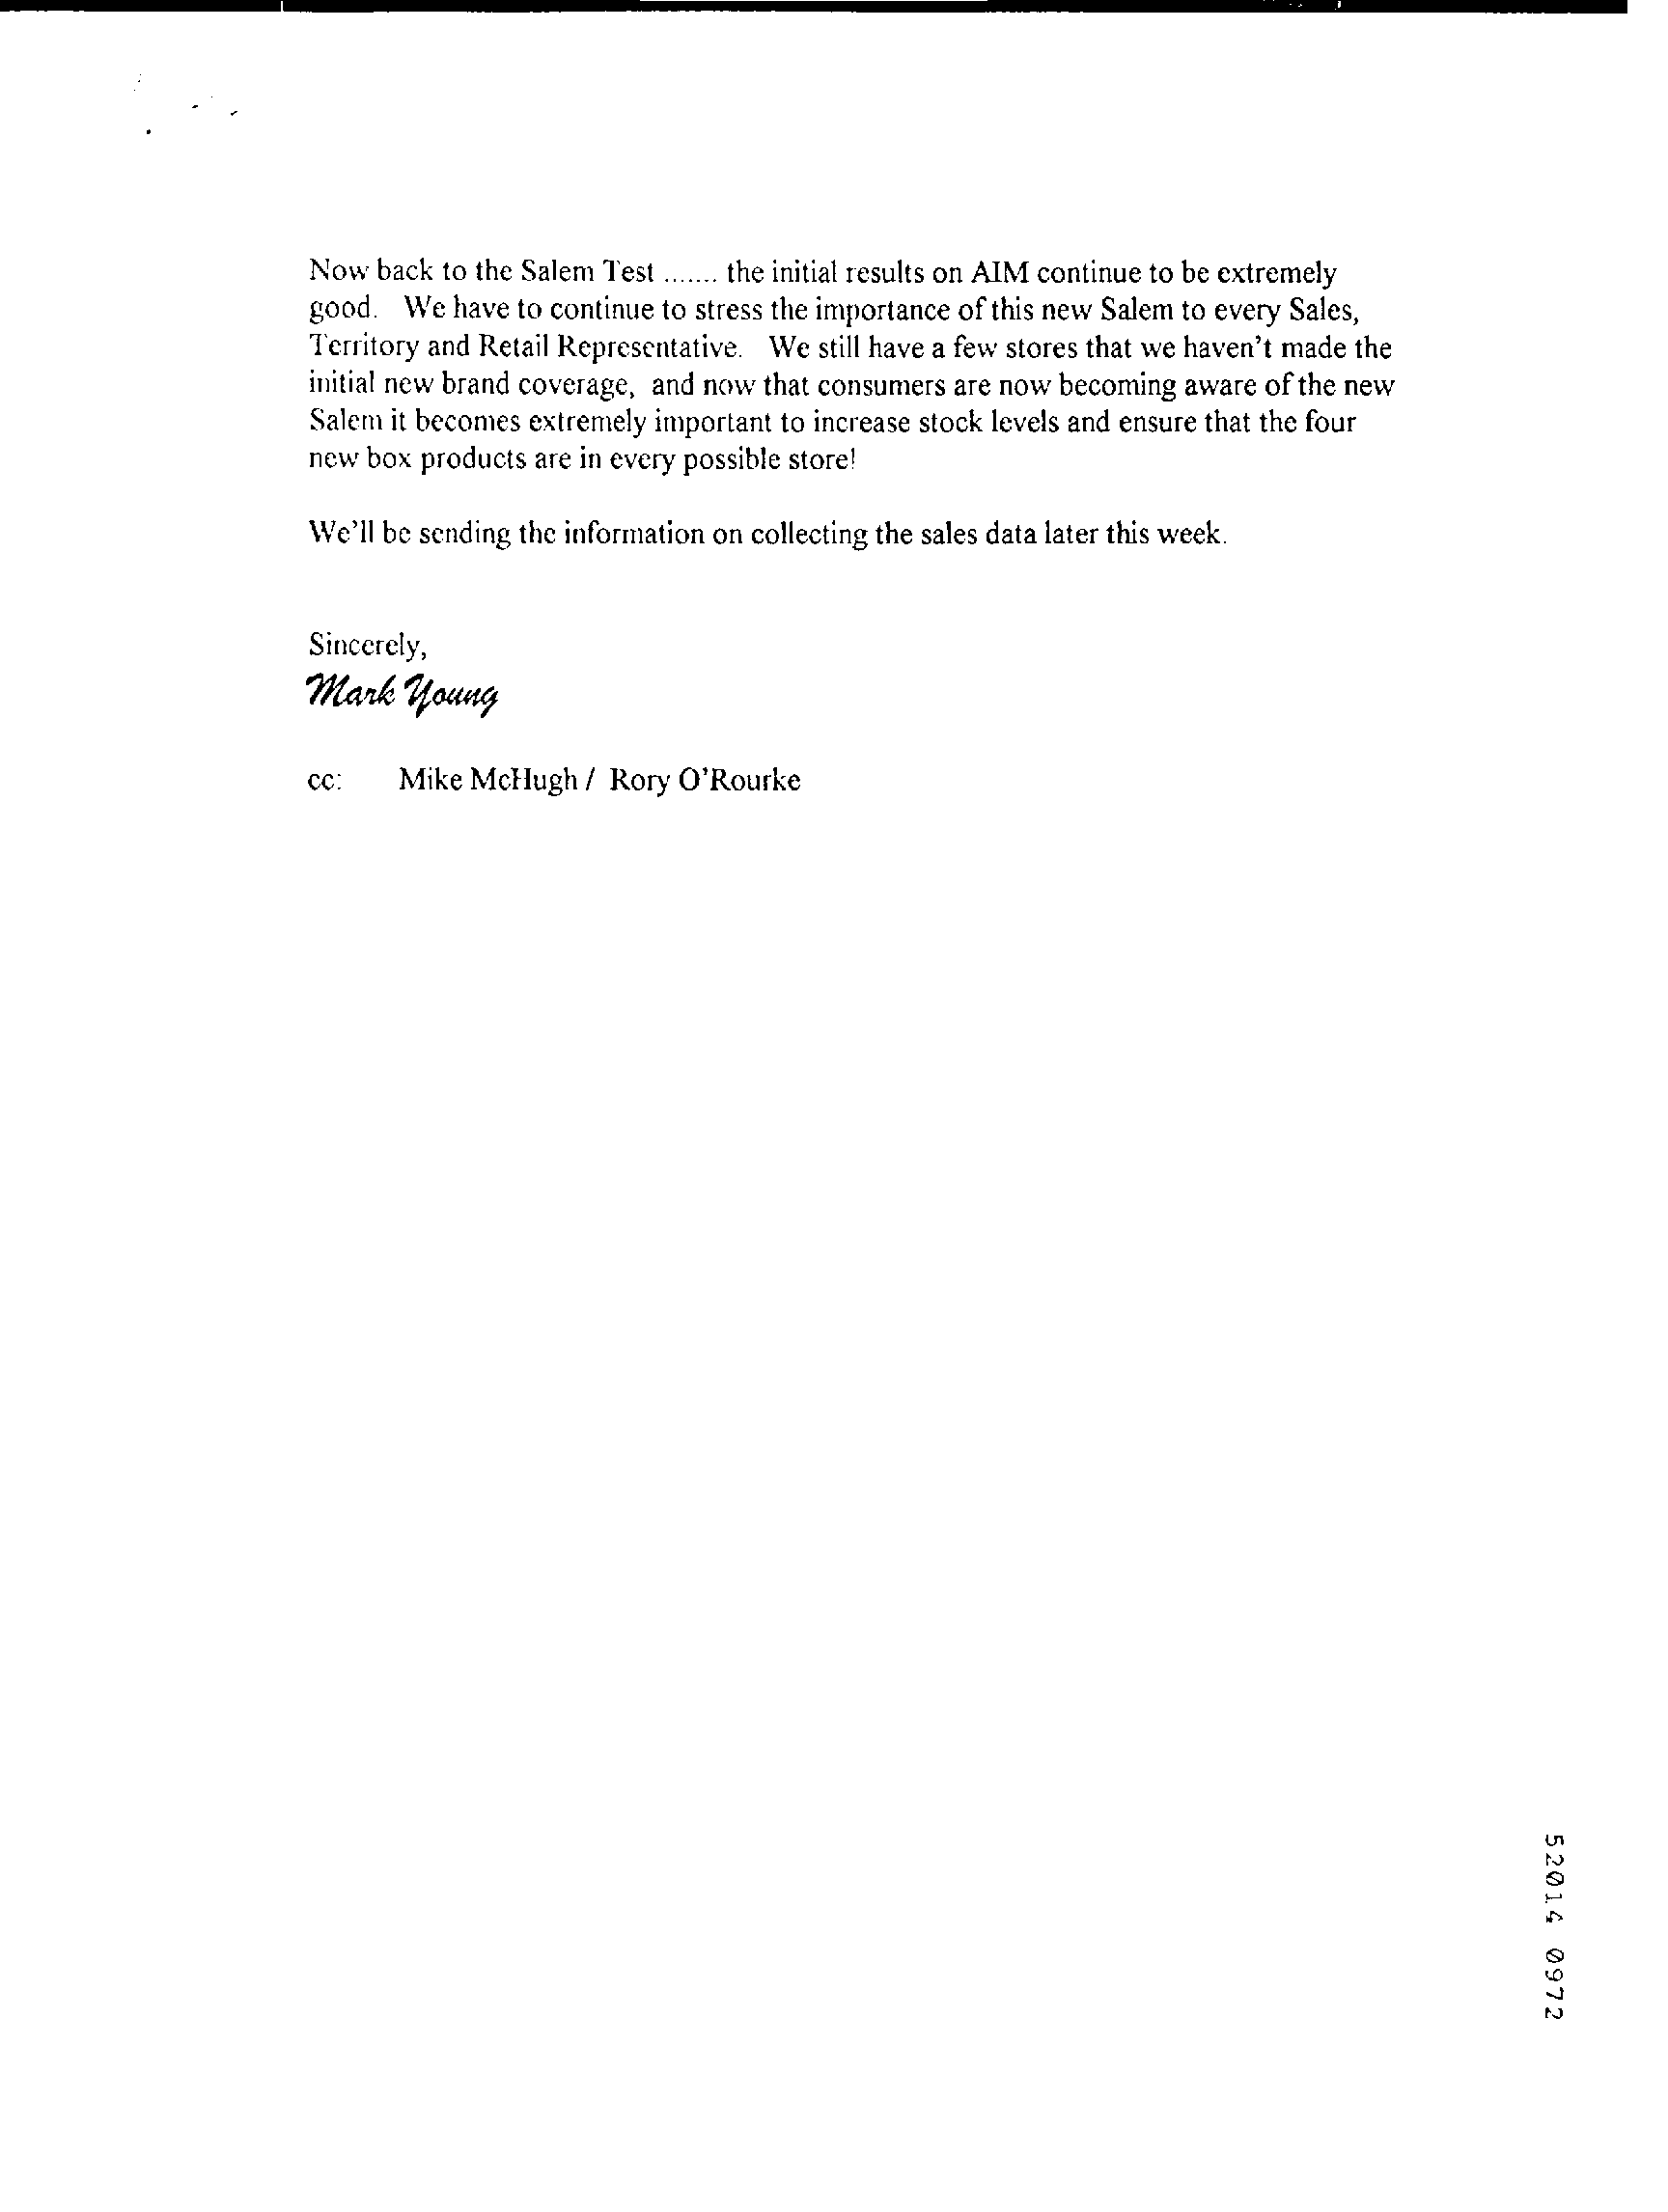 Now back to the Salem Test ....... the initial results on AIM continue to be extremely
good. We have to continue to stress the importance of this new Salem to every Sales,
Territory and Retail Representative. We still have a few stores that we haven't made the
initial new brand coverage, and now that consumers are now becoming aware of the new
Salem it becomes extremely important to increase stock levels and ensure that the four
new box products are in every possible store!
We'll be sending the information on collecting the sales data later this week.
Sincerely,
Mark Young
cc: Mike McHugh / Rory O'Rourke
52014 0972